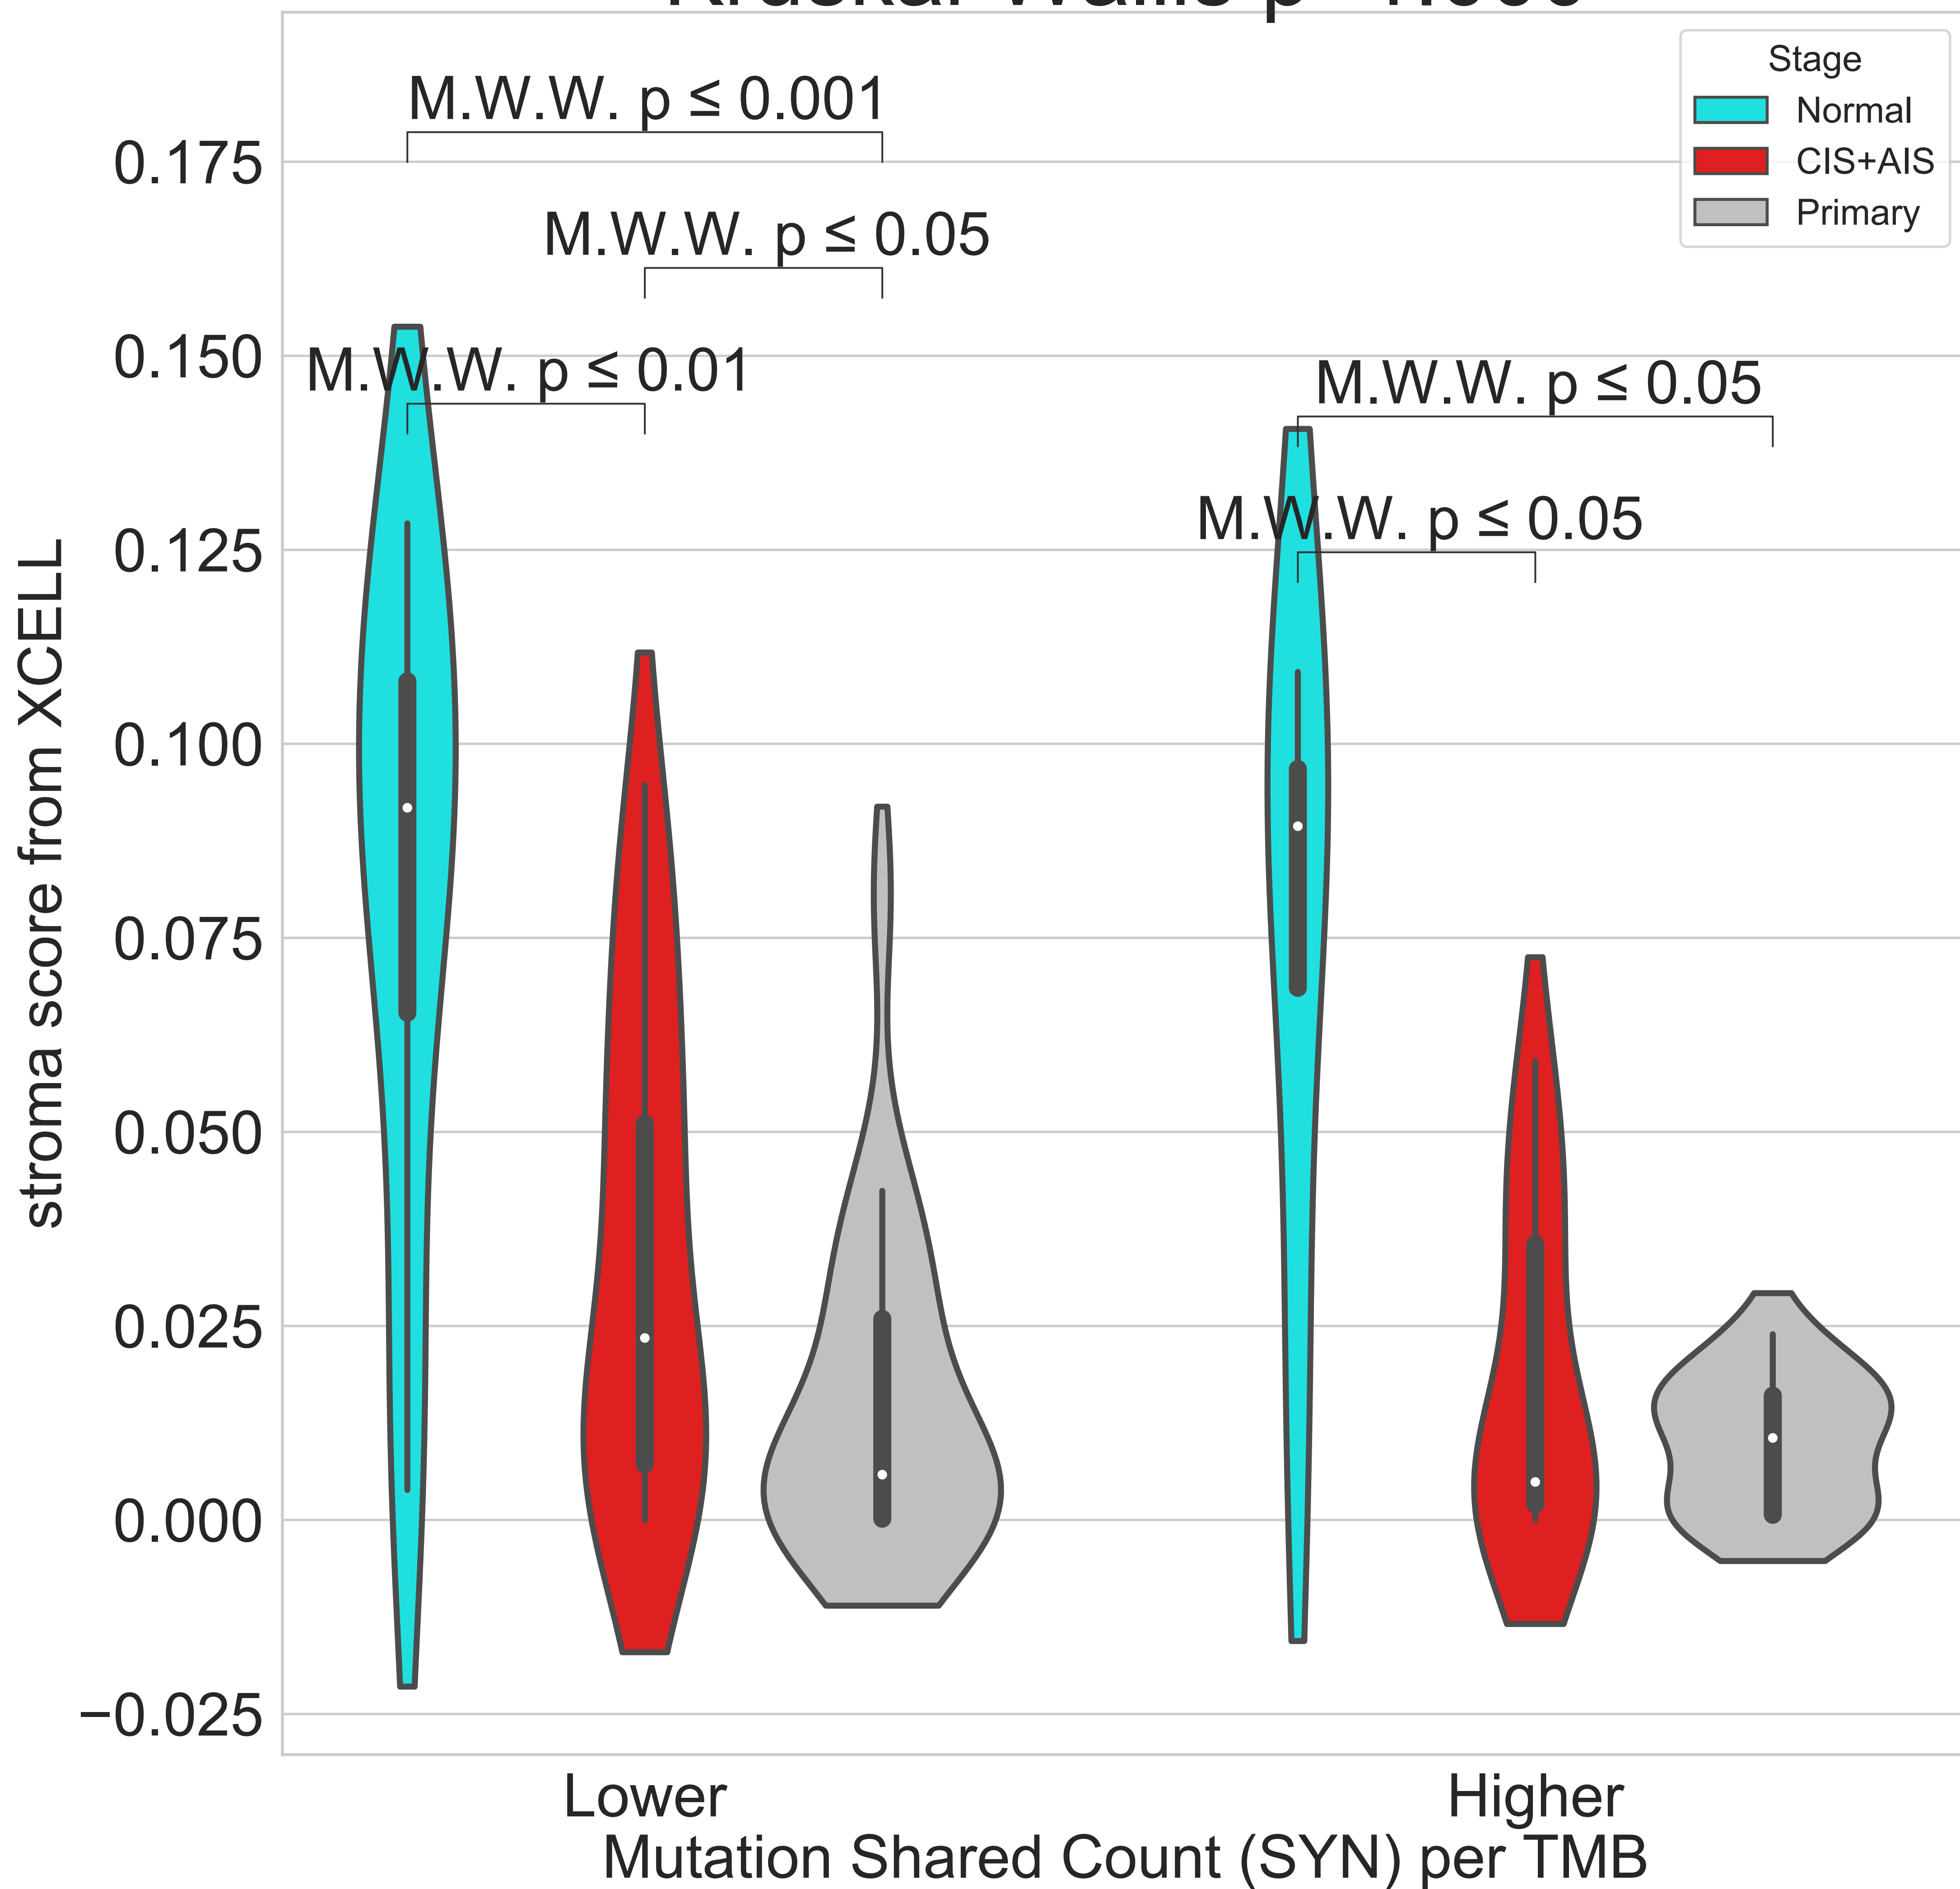 Stage
Normal
CIS+AIS
Primary
M.W.W. p ≤ 0.001
M.W.W. p ≤ 0.05
M.W.W. p ≤ 0.01
M.W.W. p ≤ 0.05
M.W.W. p ≤ 0.05
0.175
0.150
0.125
0.100
0.075
0.050
0.025
0.000
−0.025
stroma score from XCELL
Lower
Higher
Mutation Shared Count (SYN) per TMB